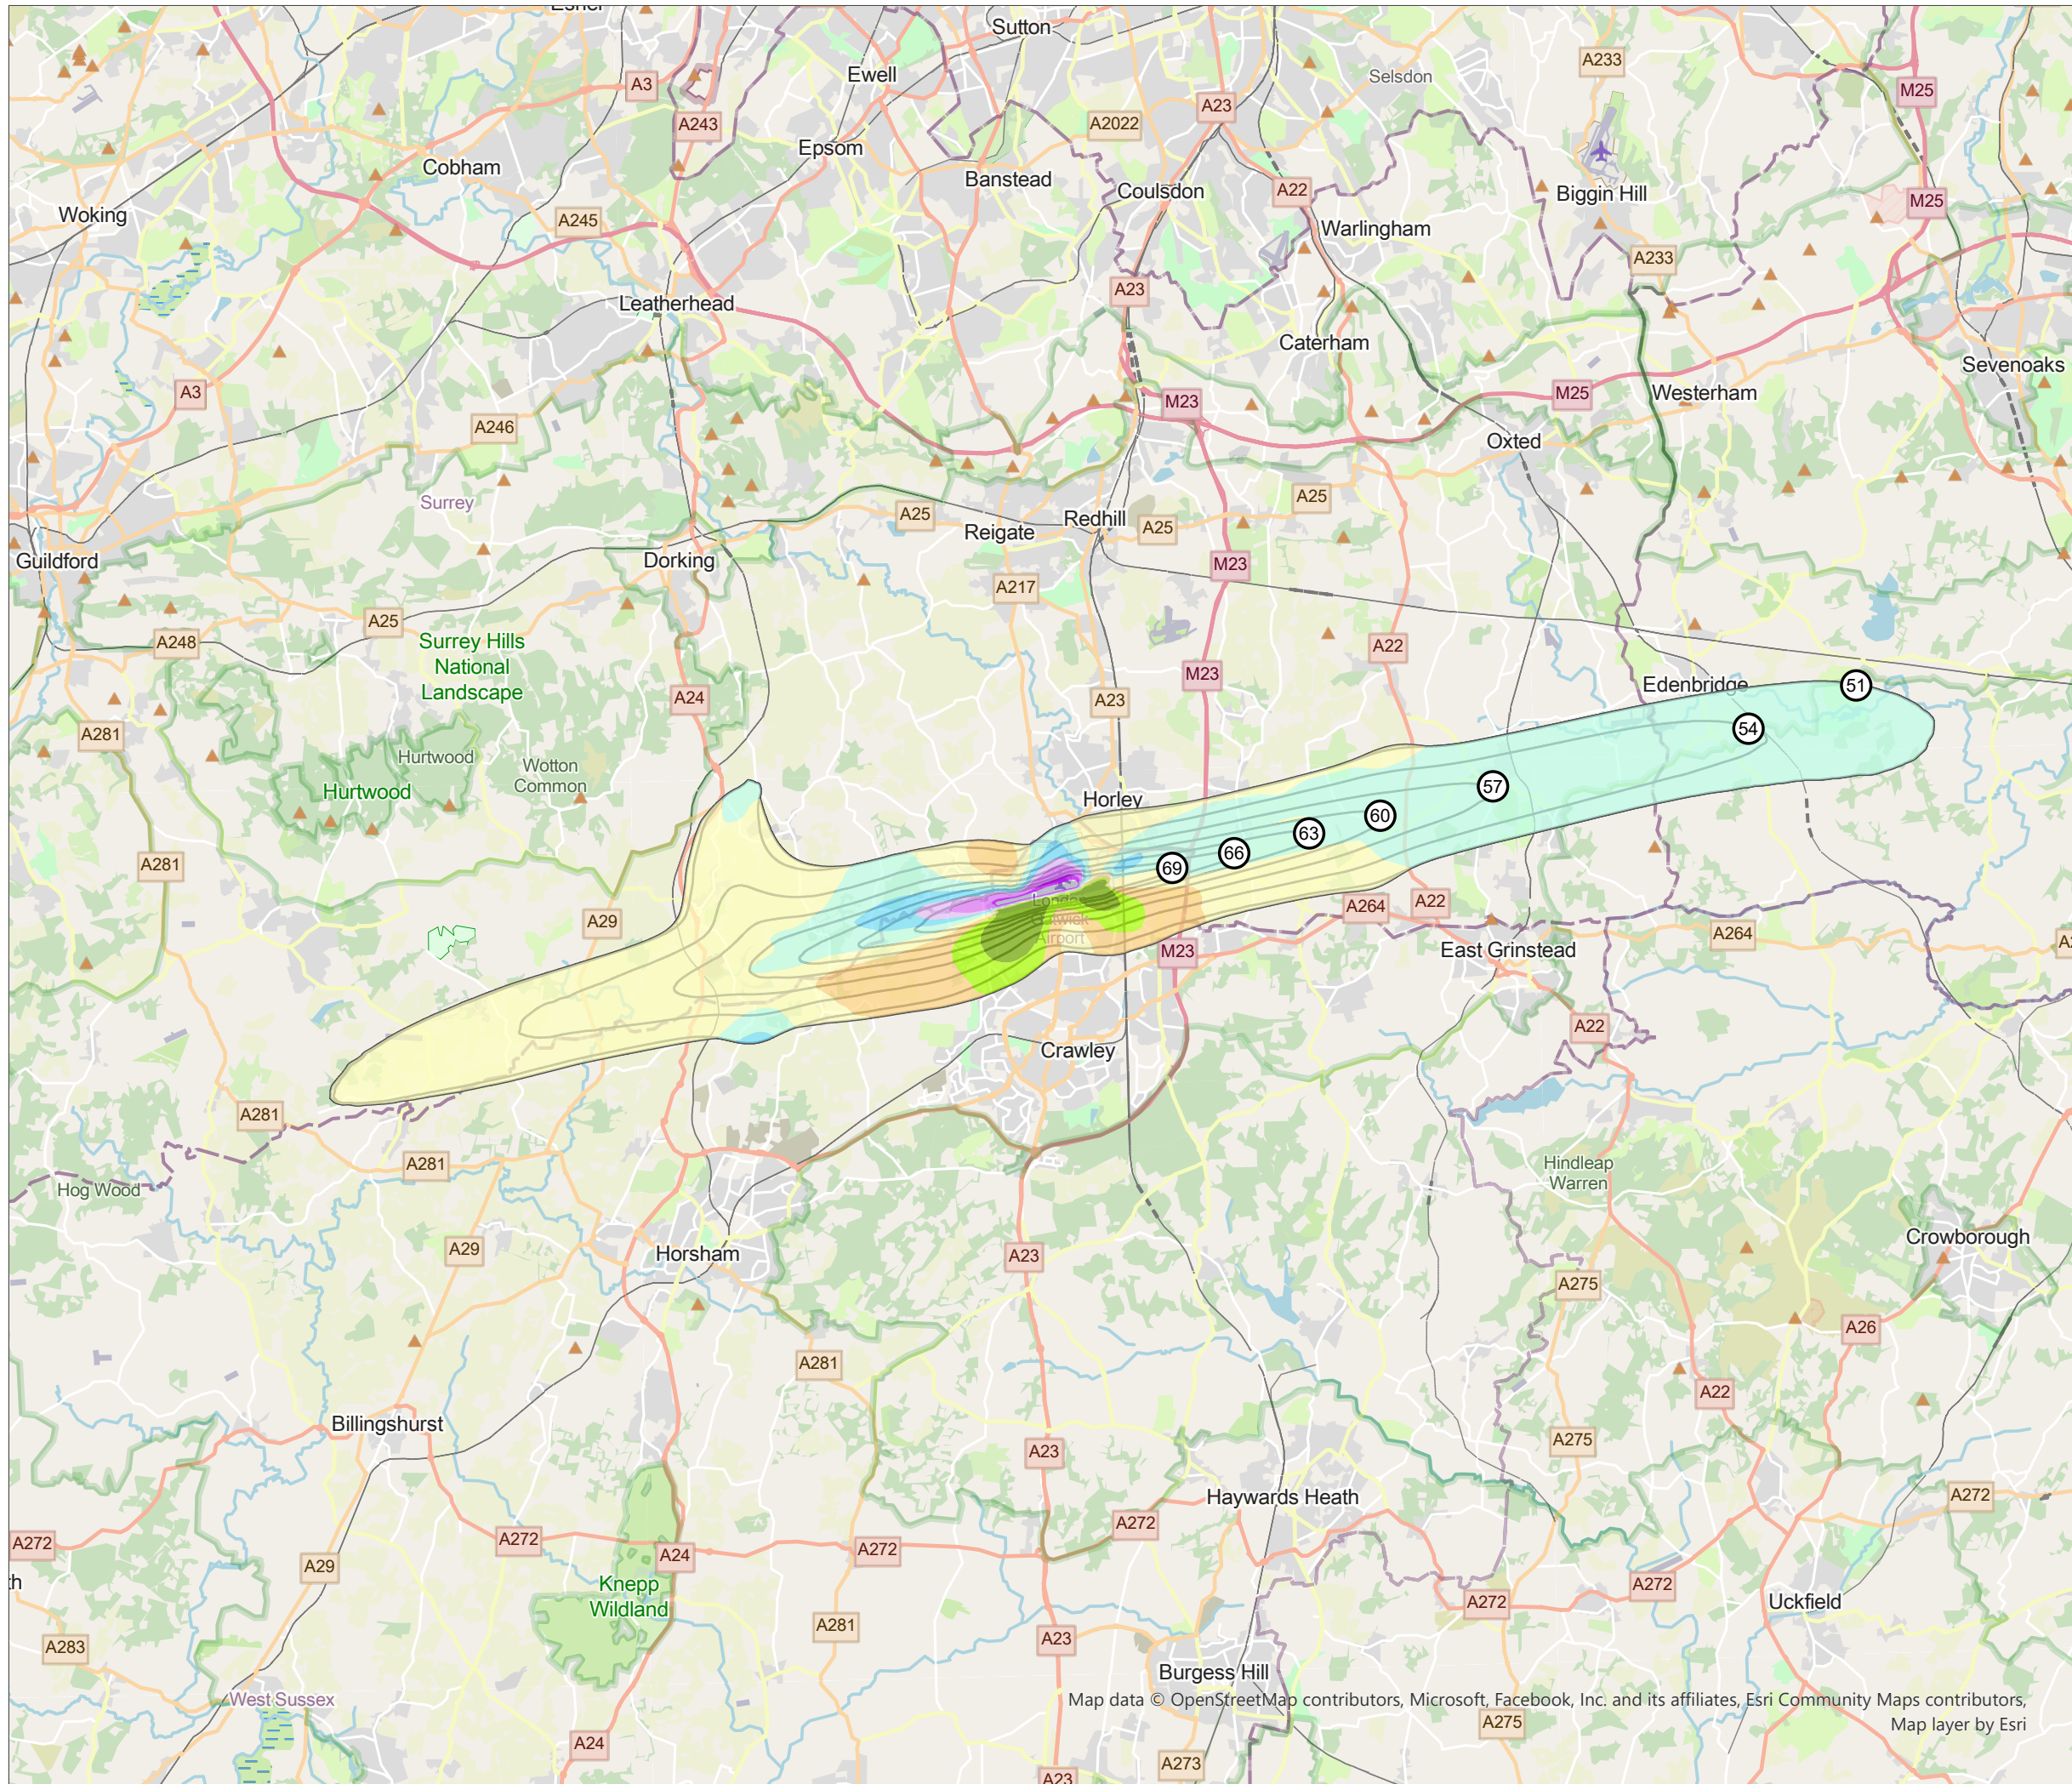 Esher
Sutton
Ewell
A233
Selsdon
A3
M25
A23
A243
A2022
Epsom
Cobham
Banstead
Coulsdon
A22
Biggin Hill
M25
Woking
A245
Warlingham
A233
A23
Leatherhead
Caterham
Sevenoaks
A3
M23
M25
Westerham
A246
Oxted
Surrey
A25
A25
Redhill
A25
Reigate
Guildford
Dorking
M23
A217
A25
A248
Surrey Hills
National
Landscape
A22
M23
Edenbridge
51
A24
A23
54
A281
Hurtwood
Wotton
Common
57
Hurtwood
Horley
60
63
66
A281
69
London
Gatwick
Airport
A29
A264
A22
A264
M23
East Grinstead
A22
Crawley
A281
A281
Hindleap
Warren
Hog Wood
A29
Horsham
A23
Crowborough
A275
A26
A281
A22
Billingshurst
A23
A275
Haywards Heath
A272
A272
A272
A272
A272
A24
A29
Knepp
Wildland
A272
A272
Uckfield
A281
A283
A23
Burgess Hill
West Sussex
Map data © OpenStreetMap contributors, Microsoft, Facebook, Inc. and its affiliates, Esri Community Maps contributors,
Map layer by Esri
A275
A24
A273
A23